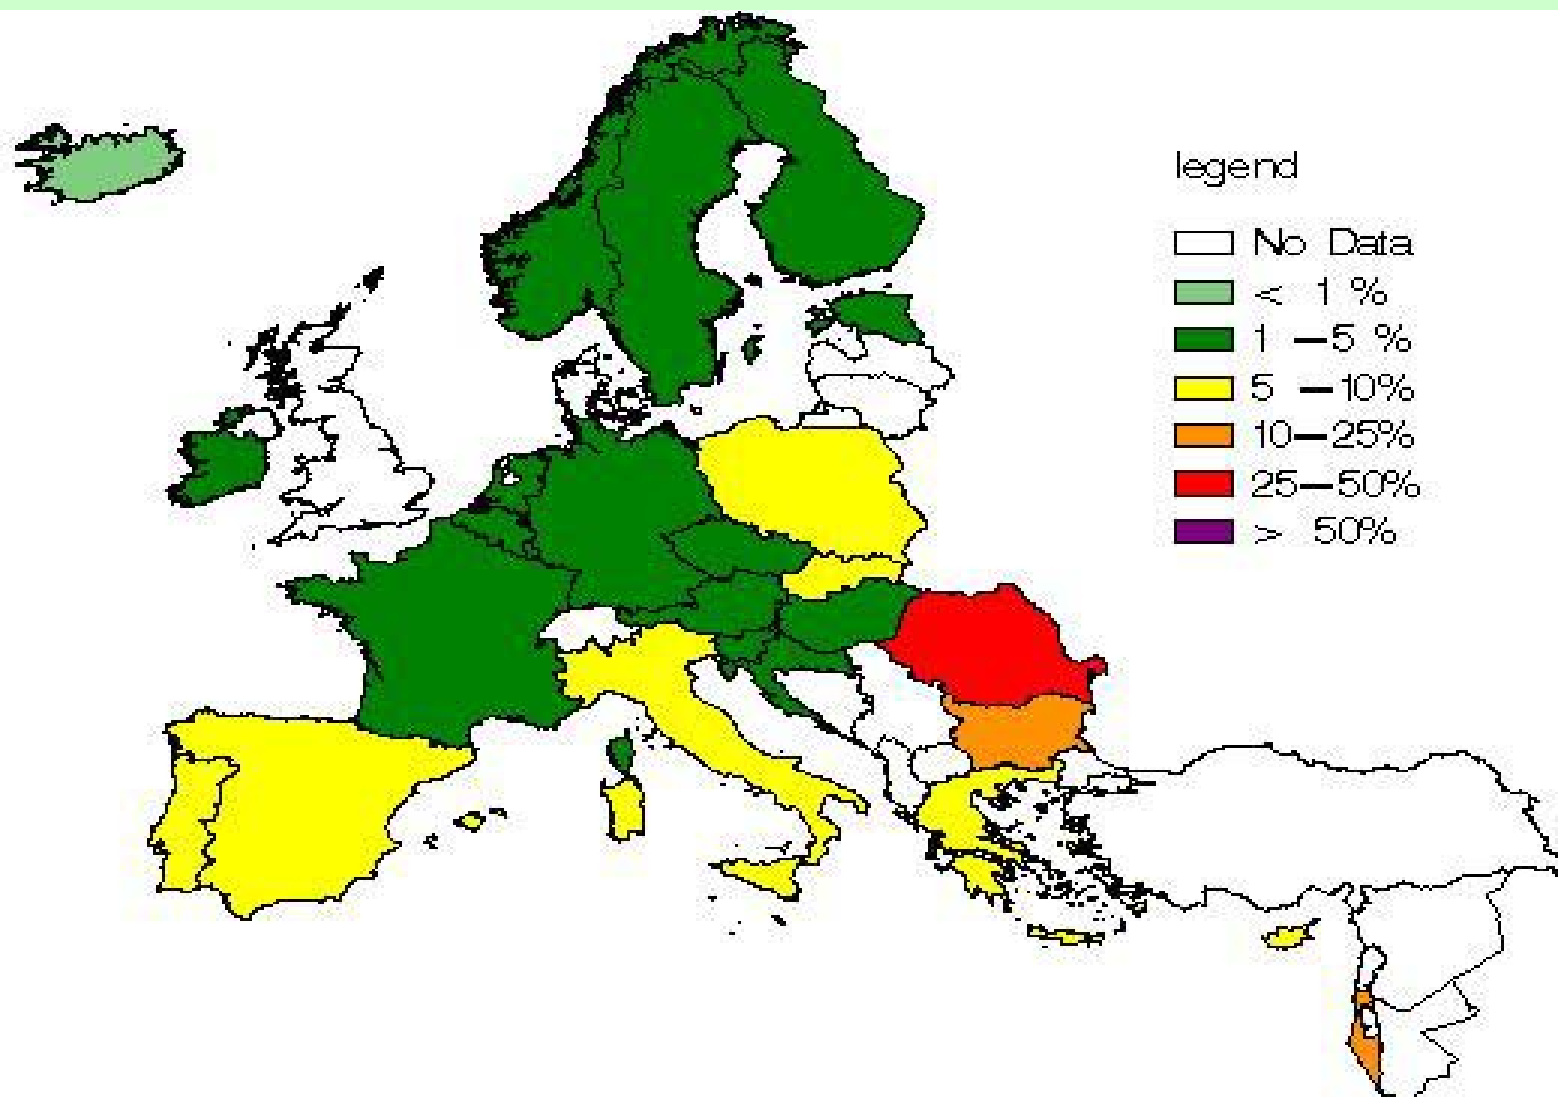 legend
No Data
< 1 %
1 –5 %
5 –10%
10–25%
25–50%
> 50%